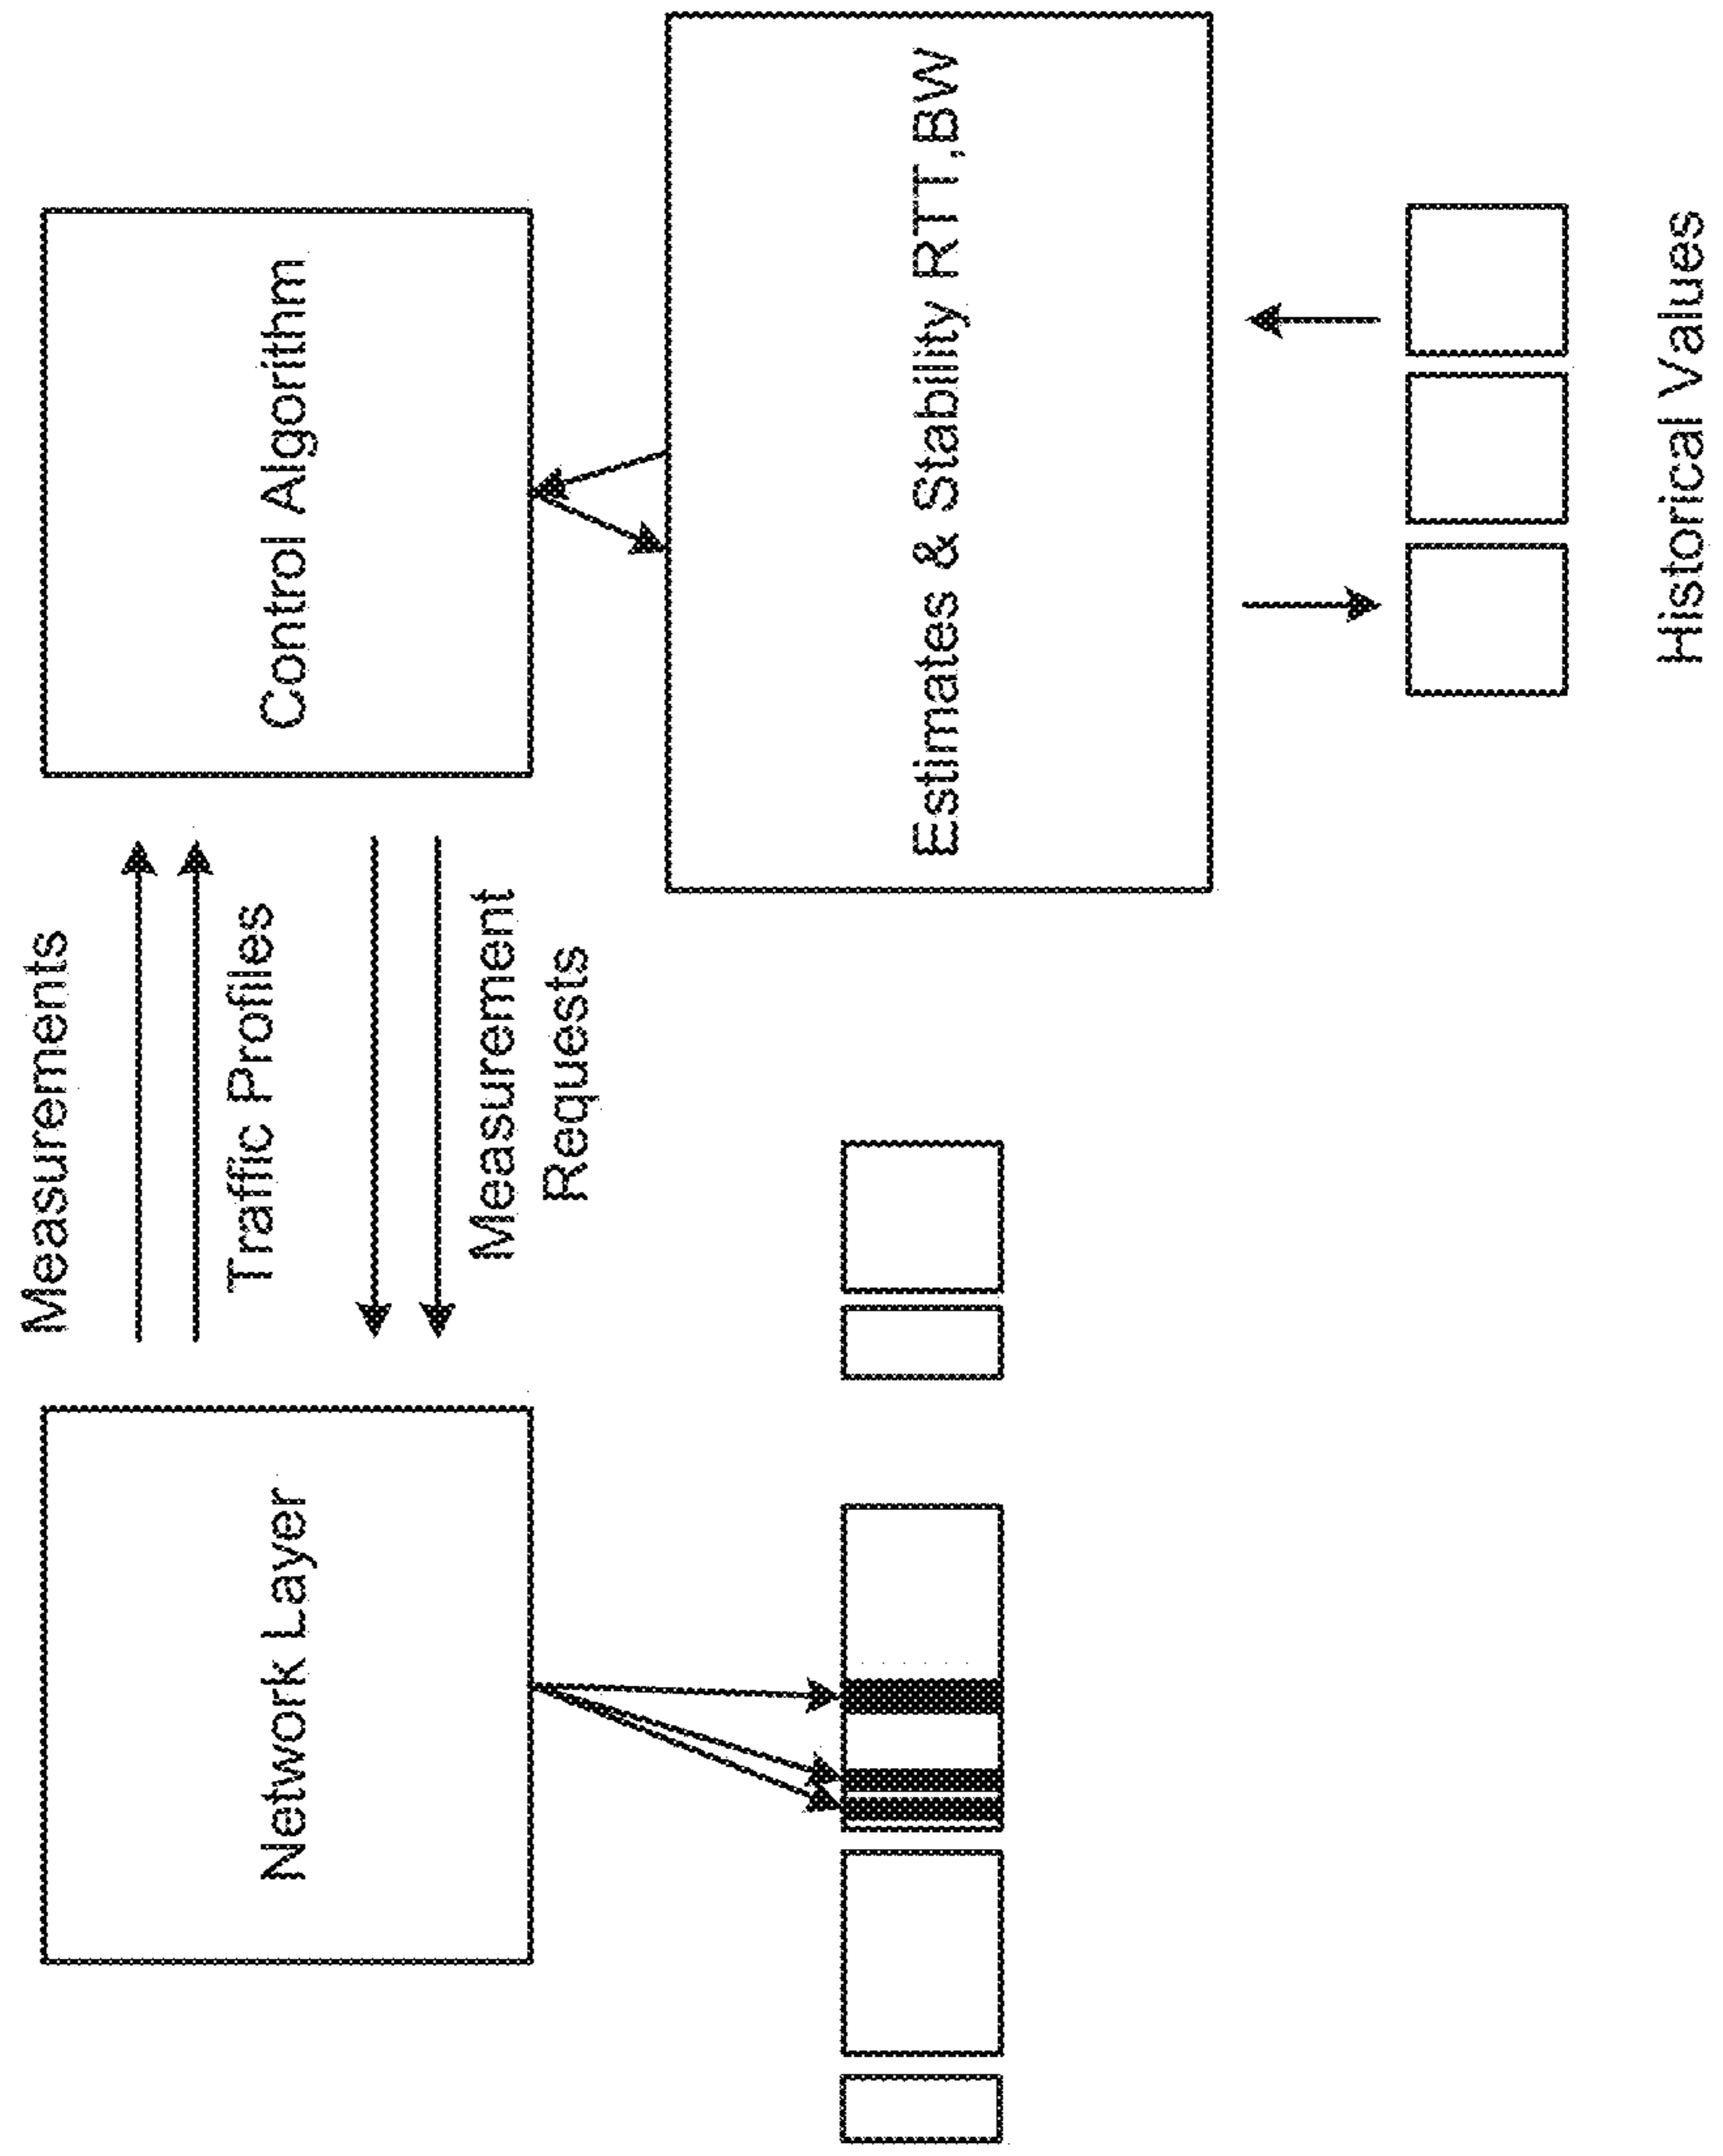 Measurements
Network Layer
Traffic Profiles
Control Algorithm
Measurement
Requests
Estimates & Stability RTT,BW
Historical Values